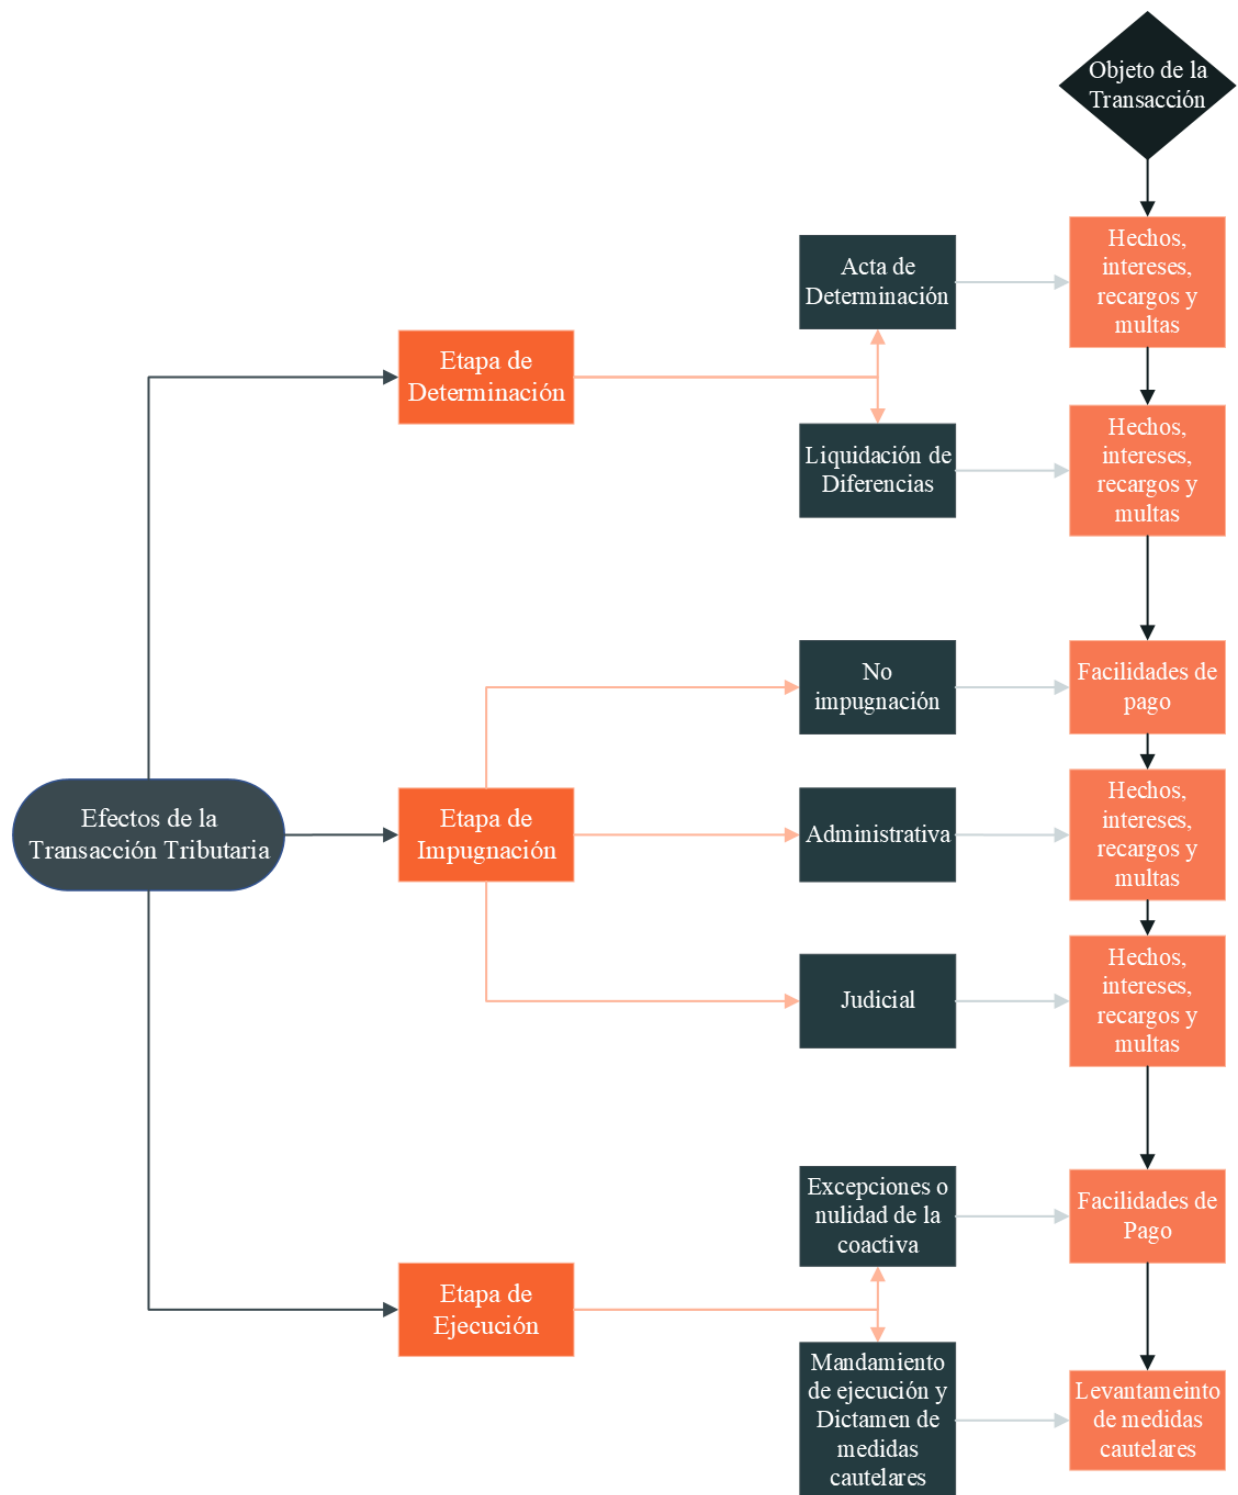 Objeto de la
Transacción
Hechos,
intereses,
recargos y
multas
Acta de
Determinación
Etapa de
Determinación
Hechos,
intereses,
recargos y
multas
Liquidación de
Diferencias
No
impugnación
Facilidades de
pago
Efectos de la
Transacción Tributaria
Etapa de
Impugnación
Administrativa
Hechos,
intereses,
recargos y
multas
Judicial
Hechos,
intereses,
recargos y
multas
Excepciones o
nulidad de la
coactiva
Facilidades de
Pago
Etapa de
Ejecución
Mandamiento
de ejecución y
Dictamen de
medidas
cautelares
Levantameinto
de medidas
cautelares